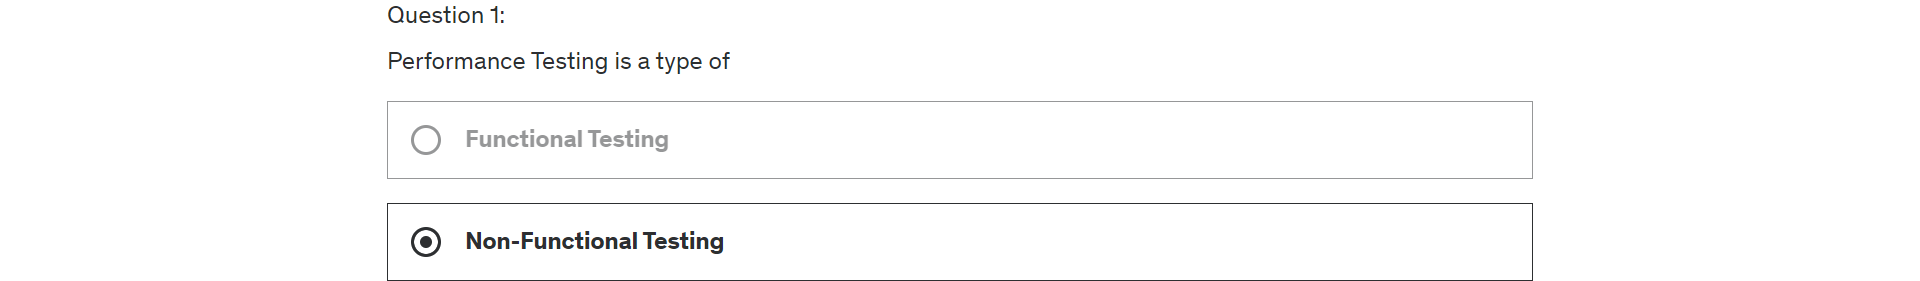 Question 1:
Performance Testing is a type of
Functional Testing
Non-Functional Testing